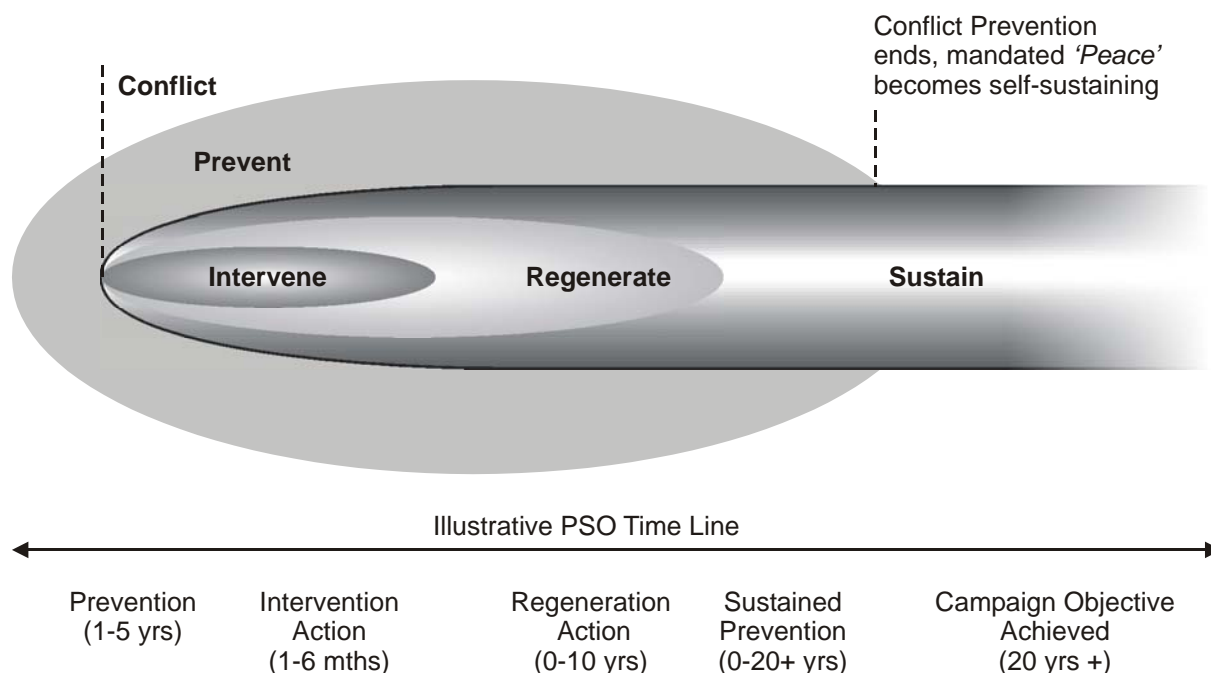 Conflict Prevention
ends, mandated 'Peace'
becomes self-sustaining
Conflict
Prevent
Intervene
Regenerate
Sustain
Illustrative PSO Time Line
Prevention
(1-5 yrs)
Intervention
Action
(1-6 mths)
Regeneration
Action
(0-10 yrs)
Sustained
Prevention
(0-20+ yrs)
Campaign Objective
Achieved
(20 yrs +)